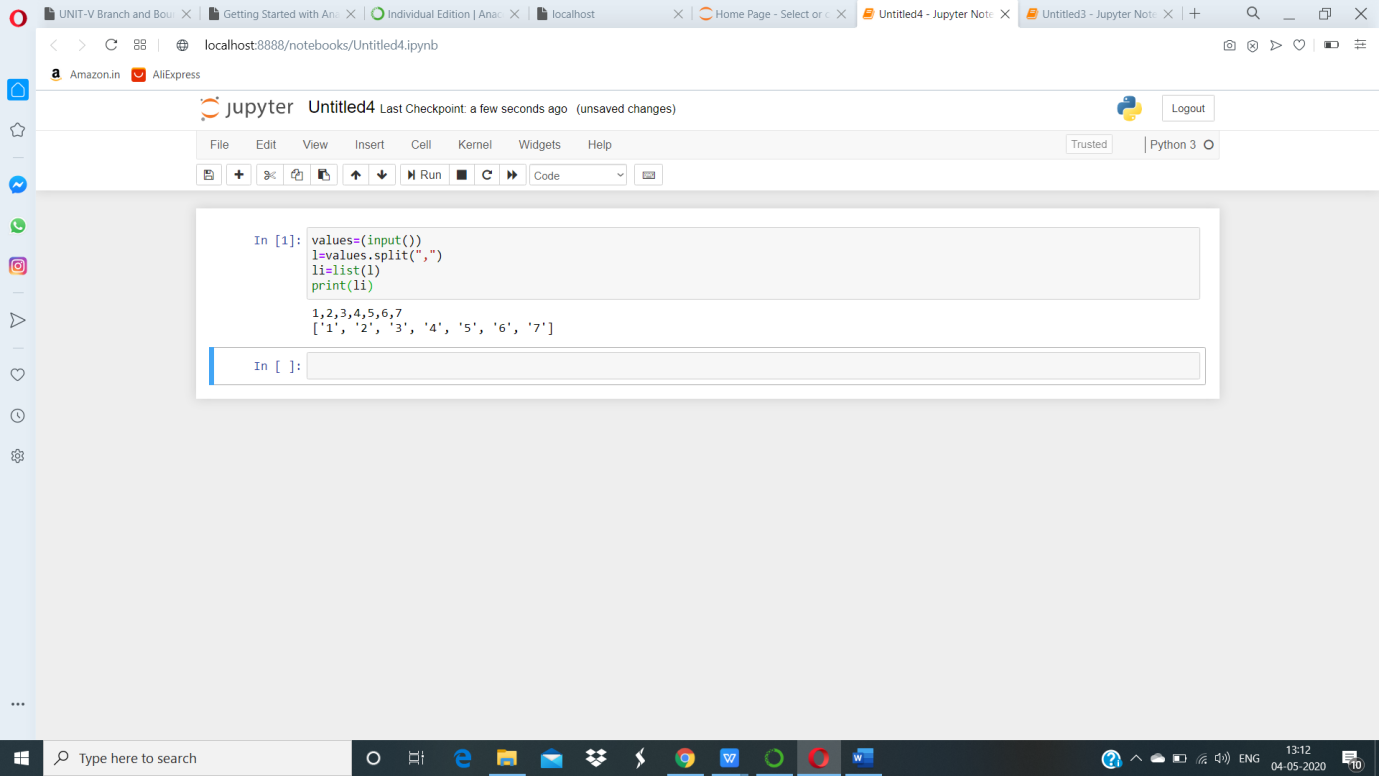 UNIT-V Branch and Bou
Getting Started with Ana
Individual Edition | Anac
localhost
Home Page - Select or c
Untitled4 - Jupyter Note
Untitled3 - Jupyter Note
localhost:8888/notebooks/Untitled4.ipynb
a Amazon.in AliExpress
jupyter Untitled4 Last Checkpoint: a few seconds ago (unsaved changes)
Logout
File Edit View Insert Cell Kernel Widgets Help
Trusted
Python 3
Run
Code
In [1]: values=(input())
l=values.split(",")
li=list(l)
print(li)
1,2,3,4,5,6,7
['1', '2', '3', '4', '5', '6', '7']
In [ ]:
Type here to search
W
W
ENG
13:12
04-05-2020
10